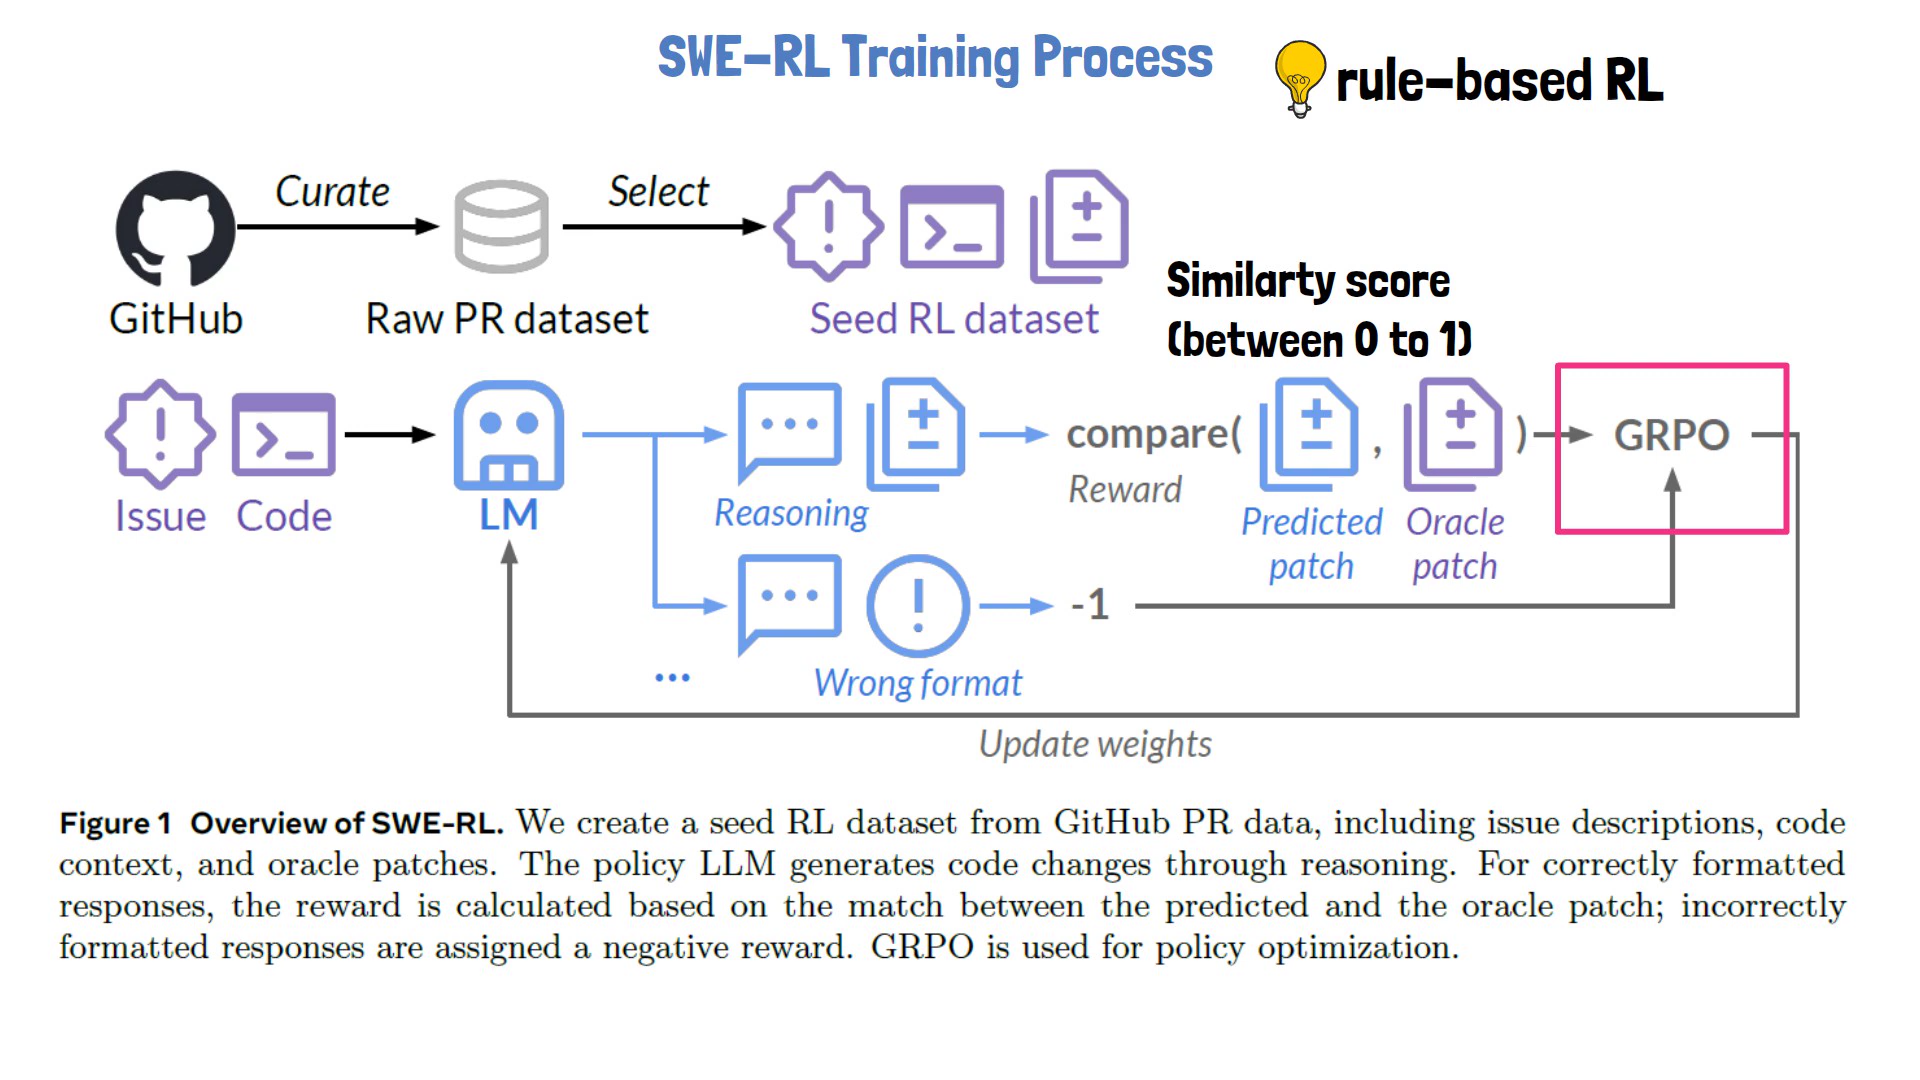 SWE-RL Training Process
rule-based RL
Curate
Select
GitHub
Raw PR dataset
Seed RL dataset
Similarty score
(between 0 to 1)
Issue
Code
LM
Reasoning
compare(
,
)
Reward
Predicted
patch
Oracle
patch
GRPO
...
Wrong format
-1
Update weights
Figure 1 Overview of SWE-RL. We create a seed RL dataset from GitHub PR data, including issue descriptions, code
context, and oracle patches. The policy LLM generates code changes through reasoning. For correctly formatted
responses, the reward is calculated based on the match between the predicted and the oracle patch; incorrectly
formatted responses are assigned a negative reward. GRPO is used for policy optimization.